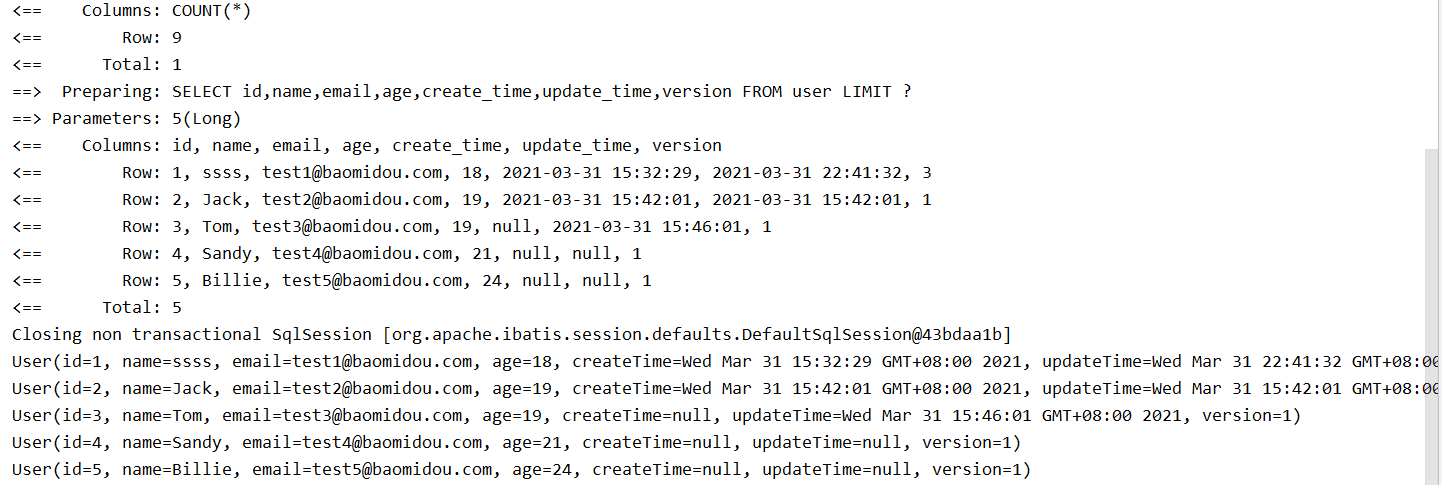 <==    Columns: COUNT(*)
<==        Row: 9
<==      Total: 1
==>  Preparing: SELECT id,name,email,age,create_time,update_time,version FROM user LIMIT ?
==> Parameters: 5(Long)
<==    Columns: id, name, email, age, create_time, update_time, version
<==        Row: 1, ssss, test1@baomidou.com, 18, 2021-03-31 15:32:29, 2021-03-31 22:41:32, 3
<==        Row: 2, Jack, test2@baomidou.com, 19, 2021-03-31 15:42:01, 2021-03-31 15:42:01, 1
<==        Row: 3, Tom, test3@baomidou.com, 19, null, 2021-03-31 15:46:01, 1
<==        Row: 4, Sandy, test4@baomidou.com, 21, null, null, 1
<==        Row: 5, Billie, test5@baomidou.com, 24, null, null, 1
<==      Total: 5
Closing non transactional SqlSession [org.apache.ibatis.session.defaults.DefaultSqlSession@43bdaa1b]
User(id=1, name=ssss, email=test1@baomidou.com, age=18, createTime=Wed Mar 31 15:32:29 GMT+08:00 2021, updateTime=Wed Mar 31 22:41:32 GMT+08:00
User(id=2, name=Jack, email=test2@baomidou.com, age=19, createTime=Wed Mar 31 15:42:01 GMT+08:00 2021, updateTime=Wed Mar 31 15:42:01 GMT+08:00
User(id=3, name=Tom, email=test3@baomidou.com, age=19, createTime=null, updateTime=Wed Mar 31 15:46:01 GMT+08:00 2021, version=1)
User(id=4, name=Sandy, email=test4@baomidou.com, age=21, createTime=null, updateTime=null, version=1)
User(id=5, name=Billie, email=test5@baomidou.com, age=24, createTime=null, updateTime=null, version=1)